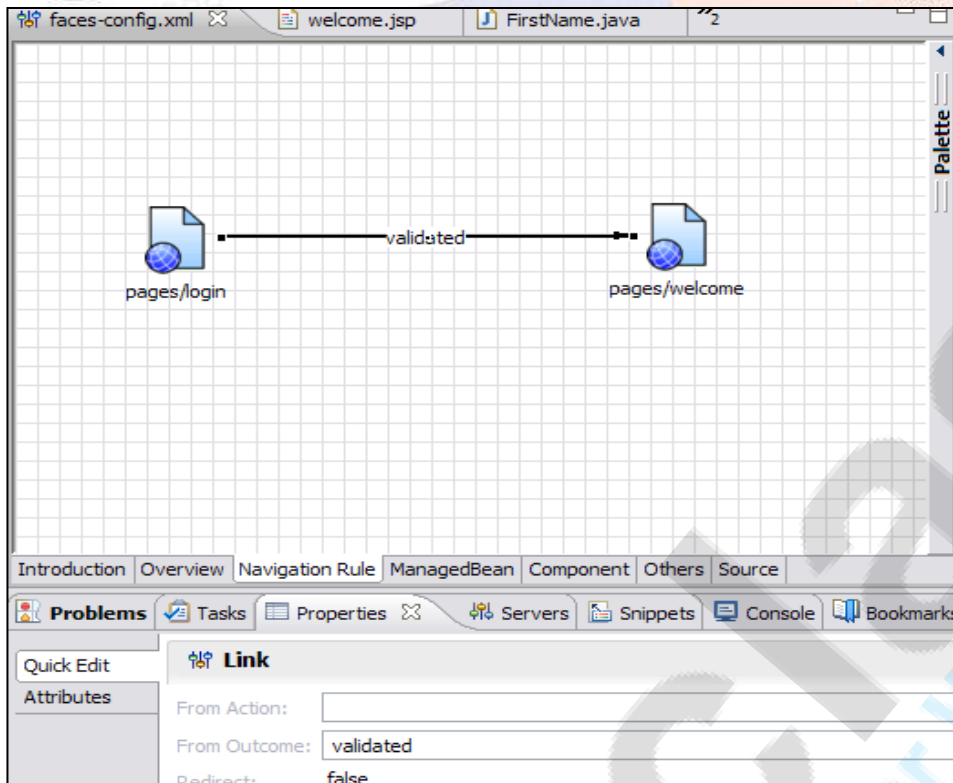 faces-config.xml welcome.jsp FirstName.java »2
Palette
validated
pages/login pages/welcome
Introduction Overview Navigation Rule ManagedBean Component Others Source
Problems Tasks Properties Servers Snippets Console Bookmarks
Quick Edit Link
Attributes
From Action:
From Outcome: validated
Redirect: false